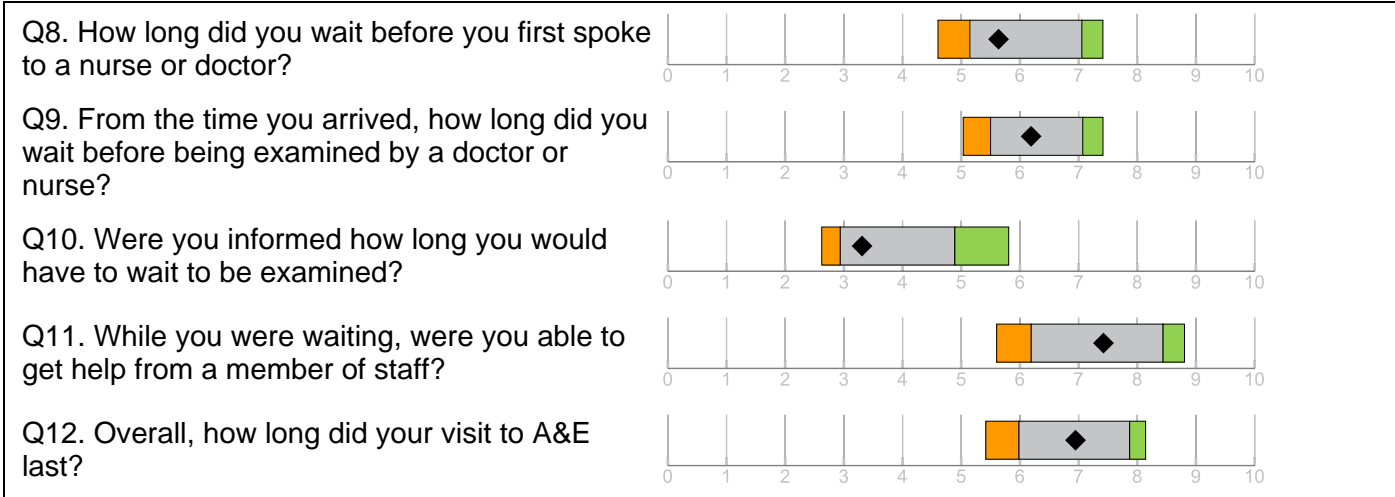 Q8. How long did you wait before you first spoke
to a nurse or doctor?
0 1 2 3 4 5 6 7 8 9 10
Q9. From the time you arrived, how long did you
wait before being examined by a doctor or
nurse?
0 1 2 3 4 5 6 7 8 9 10
Q10. Were you informed how long you would
have to wait to be examined?
0 1 2 3 4 5 6 7 8 9 10
Q11. While you were waiting, were you able to
get help from a member of staff?
0 1 2 3 4 5 6 7 8 9 10
Q12. Overall, how long did your visit to A&E
last?
0 1 2 3 4 5 6 7 8 9 10